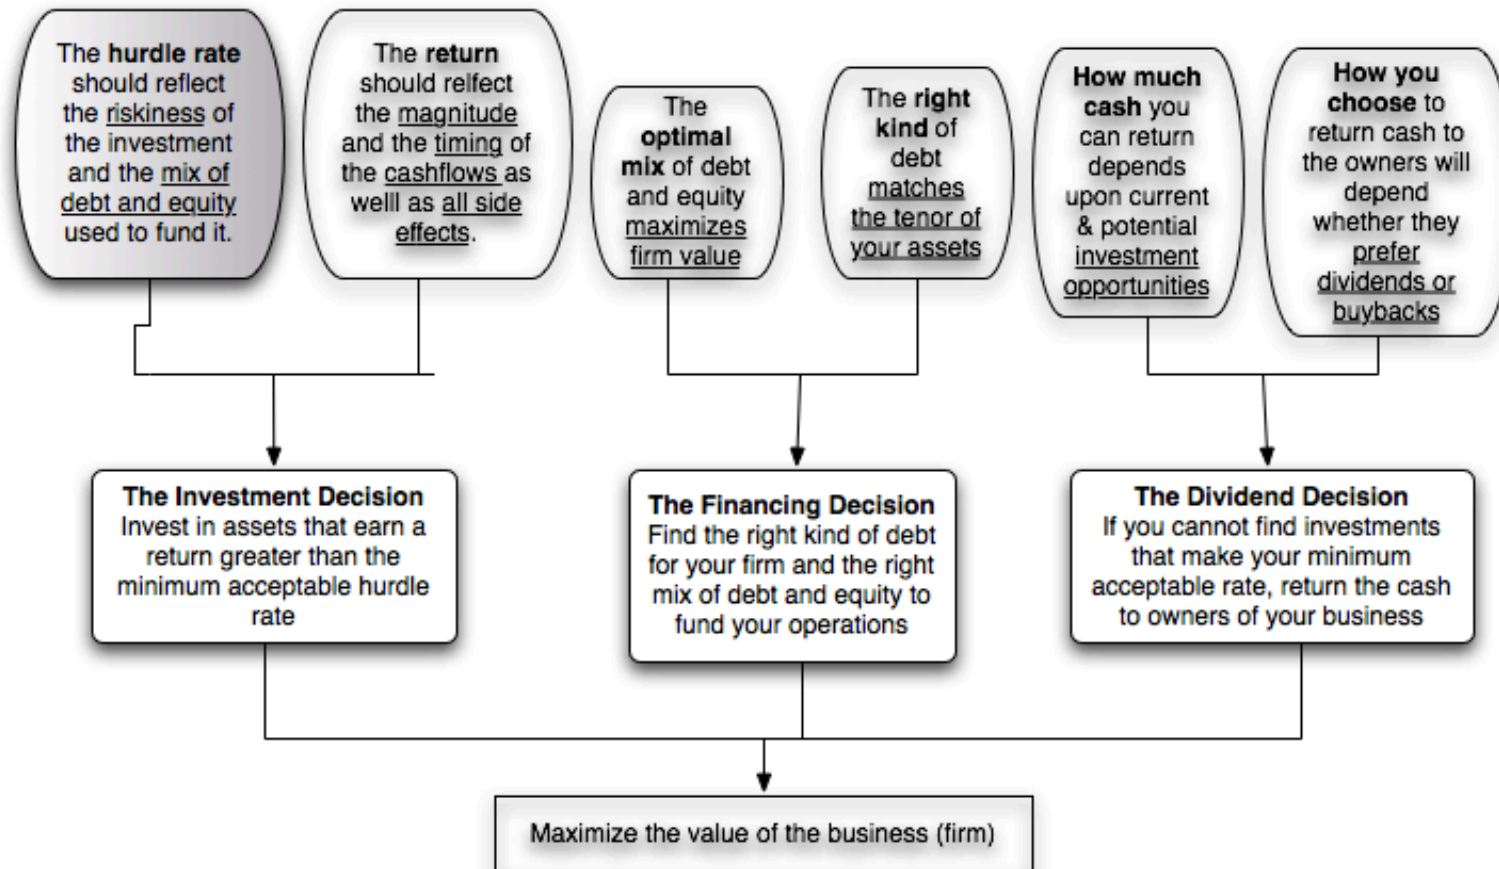 The hurdle rate
should reflect
the riskiness of
the investment
and the mix of
debt and equity
used to fund it.
The return
should relfect
the magnitude
and the timing of
the cashflows as
welll as all side
effects.
The
optimal
mix of debt
and equity
maximizes
firm value
The right
kind of
debt
matches
the tenor of
your assets
How much
cash you
can return
depends
upon current
& potential
investment
opportunities
How you
choose to
return cash to
the owners will
depend
whether they
prefer
dividends or
buybacks
The Investment Decision
Invest in assets that earn a
return greater than the
minimum acceptable hurdle
rate
The Financing Decision
Find the right kind of debt
for your firm and the right
mix of debt and equity to
fund your operations
The Dividend Decision
If you cannot find investments
that make your minimum
acceptable rate, return the cash
to owners of your business
Maximize the value of the business (firm)